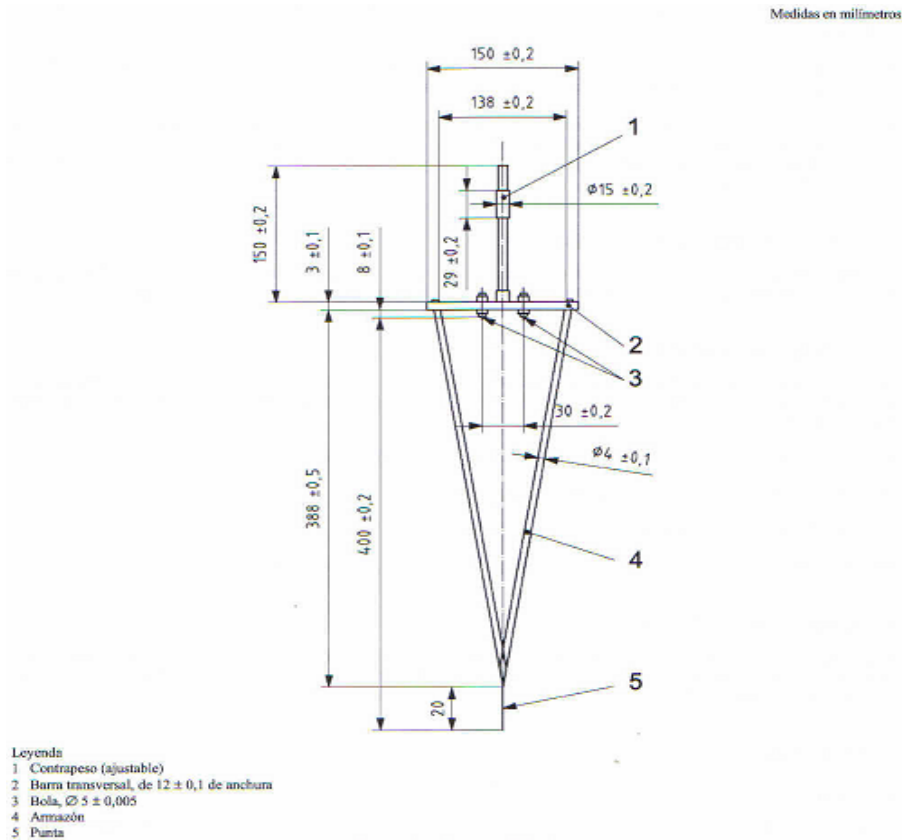 Medidas en milímetros
150 ±0,2
138 ±0,2
1
Ø15 ±0,2
150 ±0,2
3 ±0,1
8 ±0,1
29 ±0,2
2
3
30 ±0,2
Ø4 ±0,1
388 ±0,5
400 ±0,2
4
5
20
Leyenda
1 Contrapeso (ajustable)
2 Barra transversal, de 12 ± 0,1 de anchura
3 Bola, Ø 5 ± 0,005
4 Armazón
5 Punta